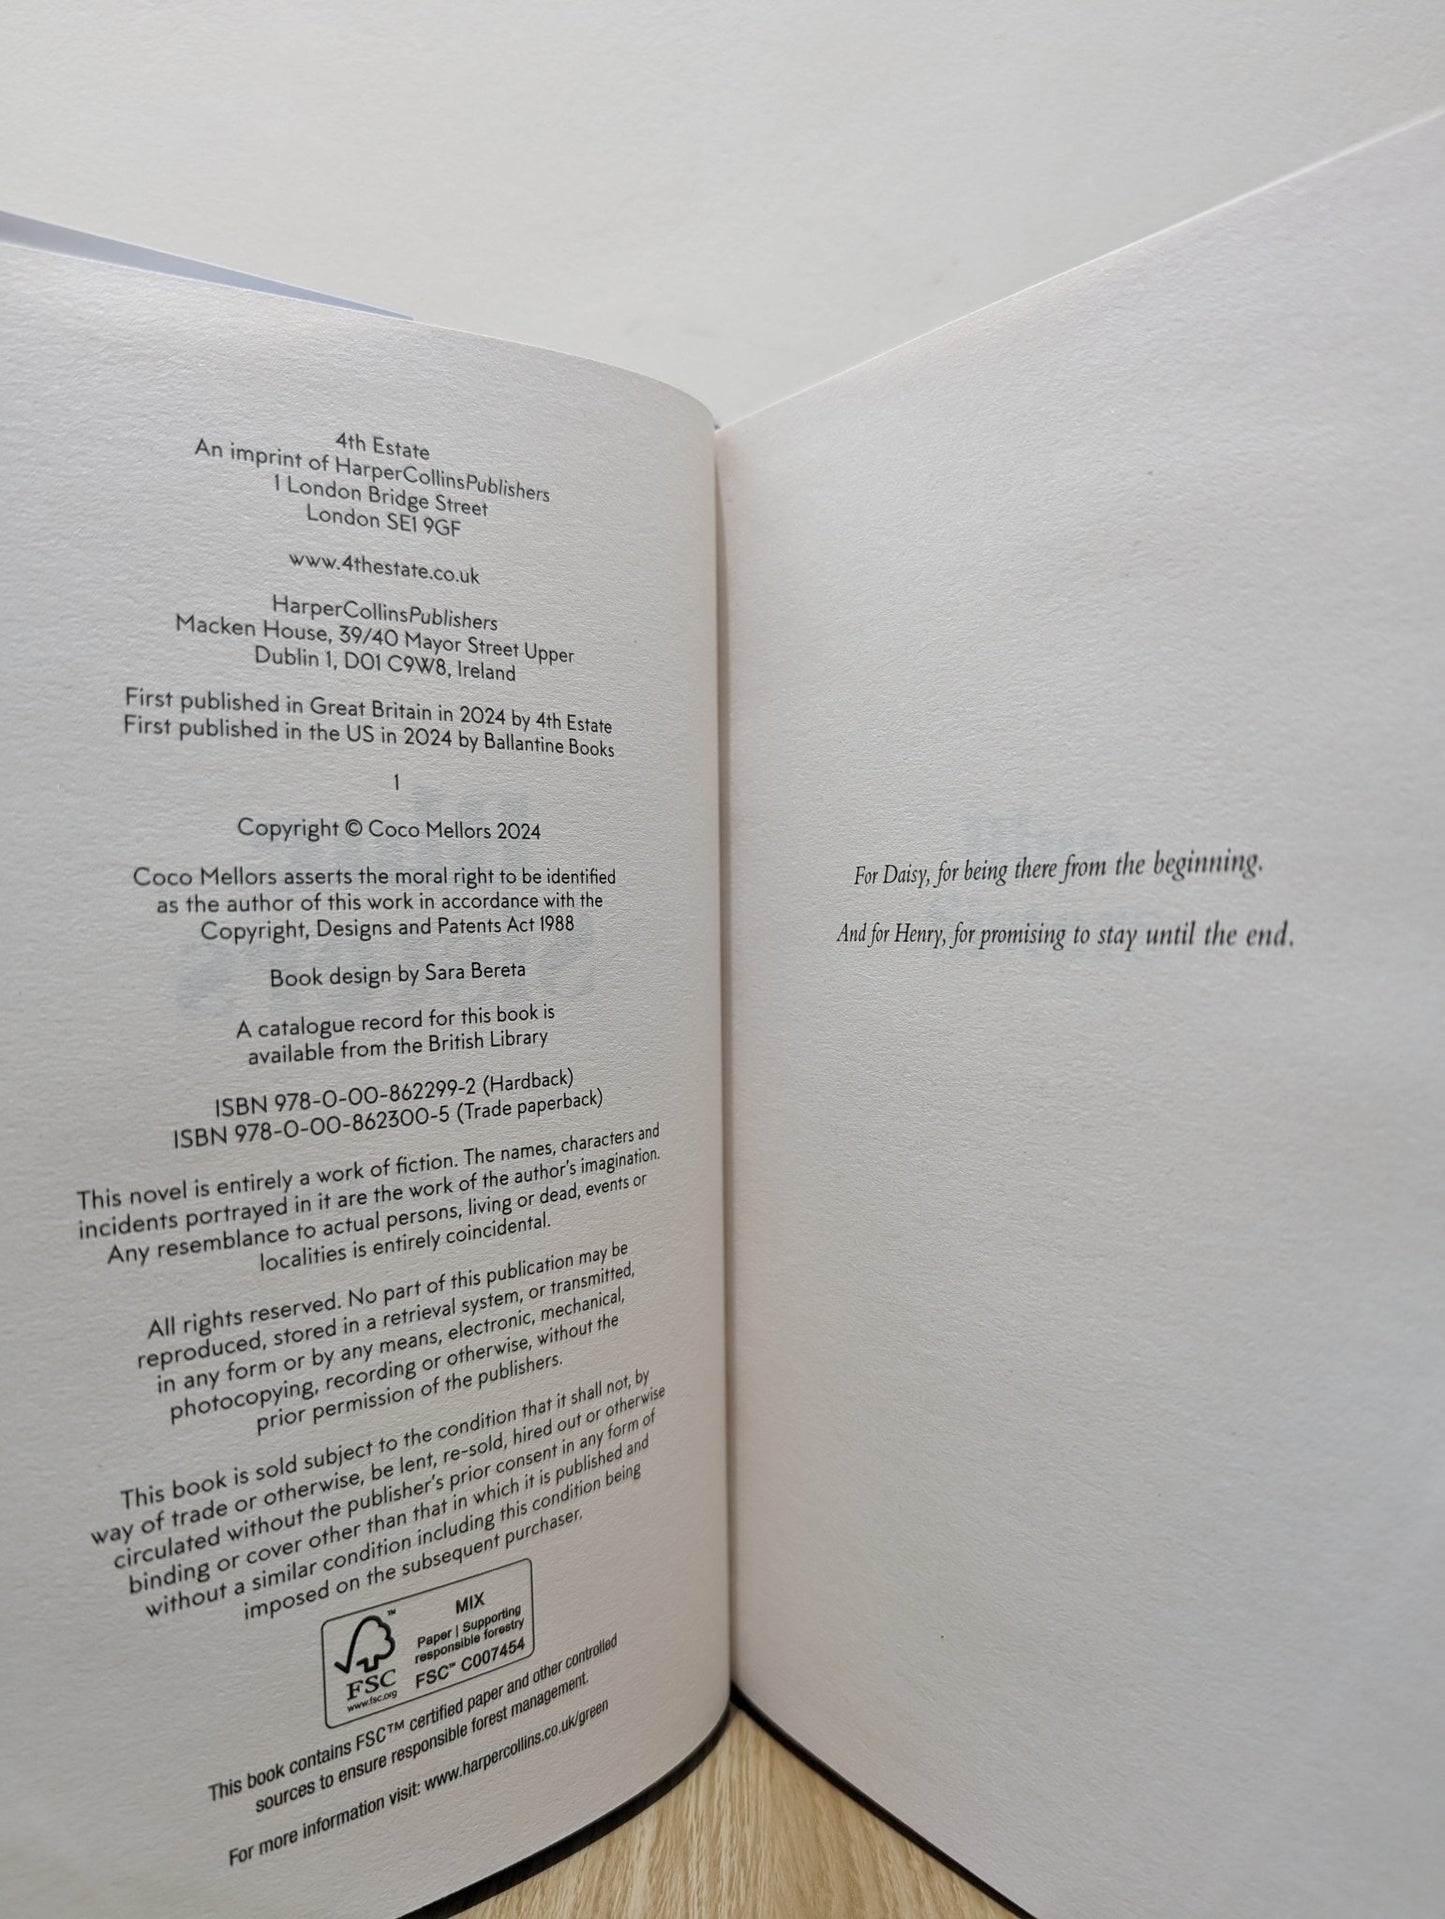 4th Estate
An imprint of HarperCollinsPublishers
1 London Bridge Street
London SE1 9GF
www.4thestate.co.uk
HarperCollinsPublishers
Macken House, 39/40 Mayor Street Upper
Dublin 1, D01 C9W8, Ireland
First published in Great Britain in 2024 by 4th Estate
First published in the US in 2024 by Ballantine Books
1
Copyright © Coco Mellors 2024
Coco Mellors asserts the moral right to be identified
as the author of this work in accordance with the
Copyright, Designs and Patents Act 1988
Book design by Sara Bereta
A catalogue record for this book is
available from the British Library
ISBN 978-0-00-862299-2 (Hardback)
ISBN 978-0-00-862300-5 (Trade paperback)
This novel is entirely a work of fiction. The names, characters and
incidents portrayed in it are the work of the author's imagination.
Any resemblance to actual persons, living or dead, events or
localities is entirely coincidental.
All rights reserved. No part of this publication may be
reproduced, stored in a retrieval system, or transmitted,
in any form or by any means, electronic, mechanical,
photocopying, recording or otherwise, without the
prior permission of the publishers.
This book is sold subject to the condition that it shall not, by
way of trade or otherwise, be lent, re-sold, hired out or otherwise
circulated without the publisher's prior consent in any form of
binding or cover other than that in which it is published and
without a similar condition including this condition being
imposed on the subsequent purchaser.
FSC
www.fsc.org
MIX
Paper | Supporting
responsible forestry
FSC™ C007454
This book contains FSC™ certified paper and other controlled
sources to ensure responsible forest management.
For more information visit: www.harpercollins.co.uk/green
For Daisy, for being there from the beginning.
And for Henry, for promising to stay until the end.